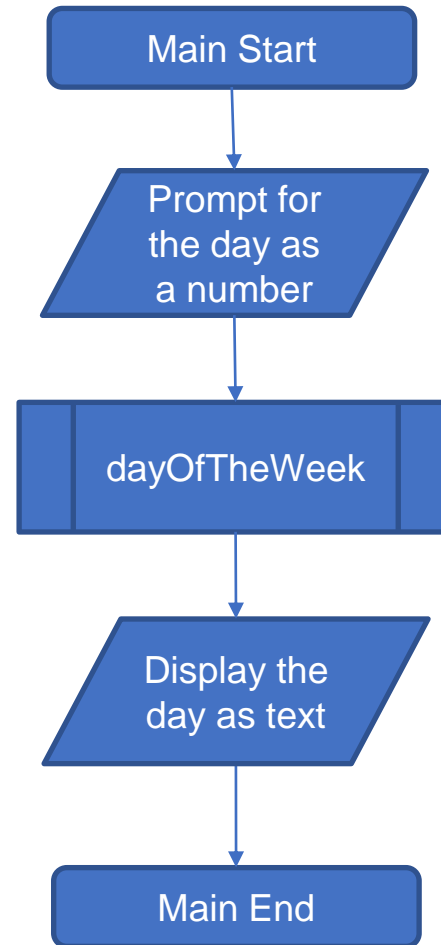 Main Start
Prompt for
the day as
a number
dayOfTheWeek
Display the
day as text
Main End